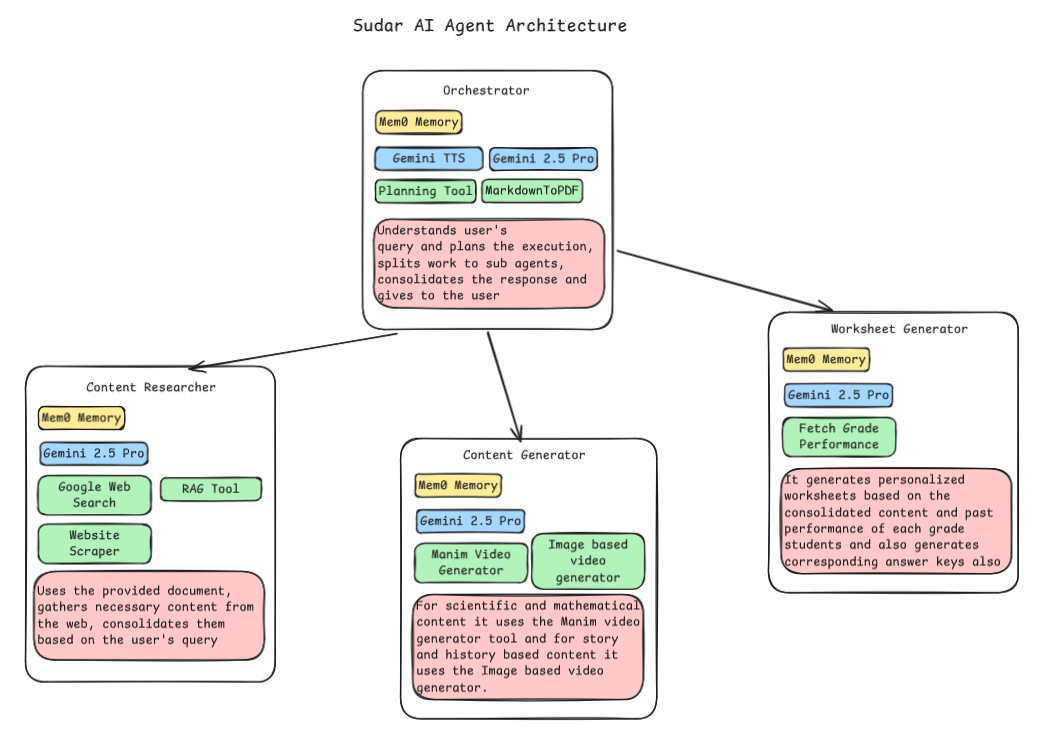 Sudar AI Agent Architecture
Orchestrator
Mem0 Memory
Gemini TTS
Gemini 2.5 Pro
Planning Tool
MarkdownToPDF
Understands user's
query and plans the execution,
splits work to sub agents,
consolidates the response and
gives to the user
Content Researcher
Mem0 Memory
Gemini 2.5 Pro
Google Web
Search
RAG Tool
Website
Scraper
Uses the provided document,
gathers necessary content from
the web, consolidates them
based on the user's query
Content Generator
Mem0 Memory
Gemini 2.5 Pro
Manim Video
Generator
Image based
video
generator
For scientific and mathematical
content it uses the Manim video
generator tool and for story
and history based content it
uses the Image based video
generator.
Worksheet Generator
Mem0 Memory
Gemini 2.5 Pro
Fetch Grade
Performance
It generates personalized
worksheets based on the
consolidated content and past
performance of each grade
students and also generates
corresponding answer keys also